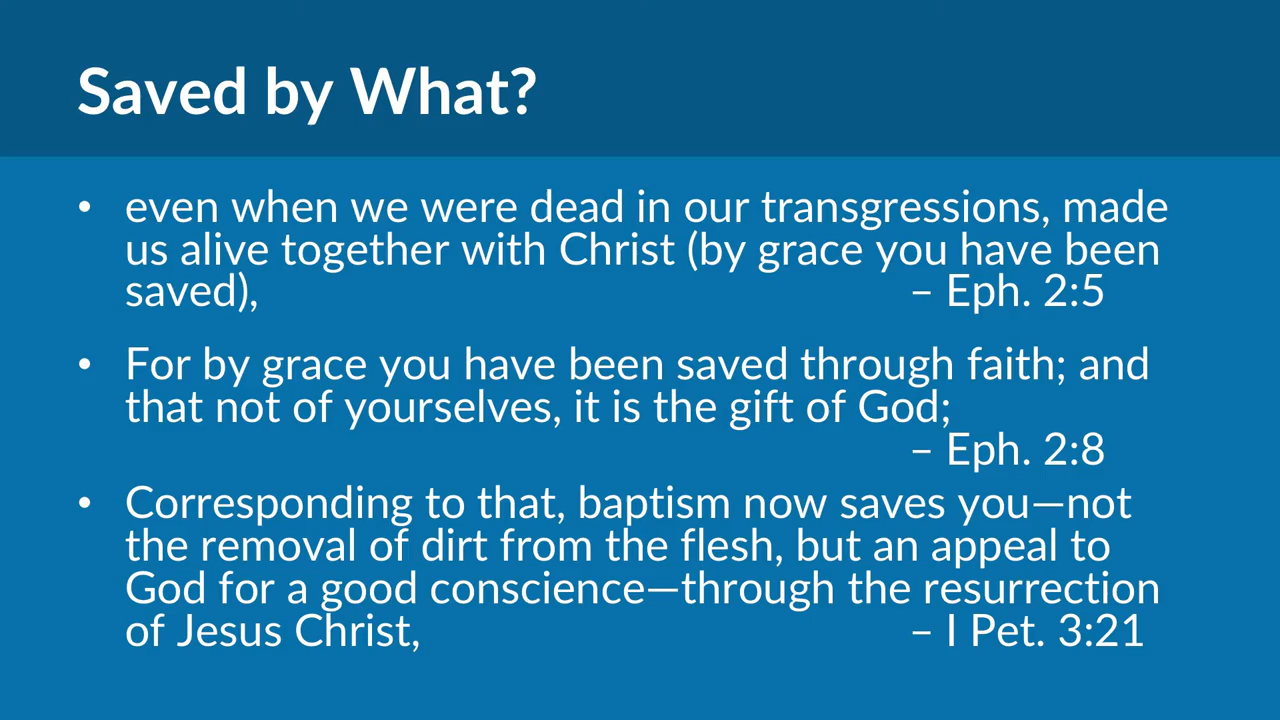 Saved by What?
• even when we were dead in our transgressions, made
us alive together with Christ (by grace you have been
saved), – Eph. 2:5
• For by grace you have been saved through faith; and
that not of yourselves, it is the gift of God;
– Eph. 2:8
• Corresponding to that, baptism now saves you—not
the removal of dirt from the flesh, but an appeal to
God for a good conscience—through the resurrection
of Jesus Christ, – I Pet. 3:21